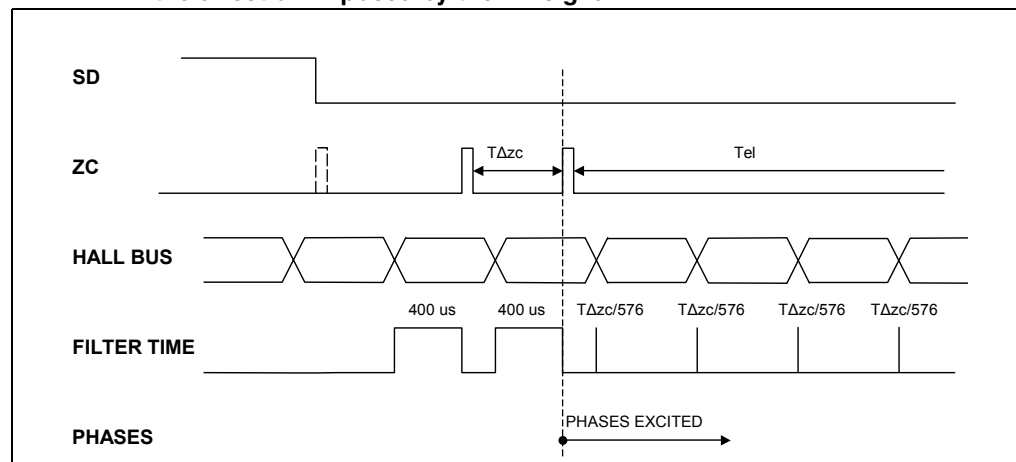 SD
ZC
TΔzc
Tel
HALL BUS
400 us 400 us TΔzc/576 TΔzc/576 TΔzc/576 TΔzc/576
FILTER TIME
PHASES EXCITED
PHASES